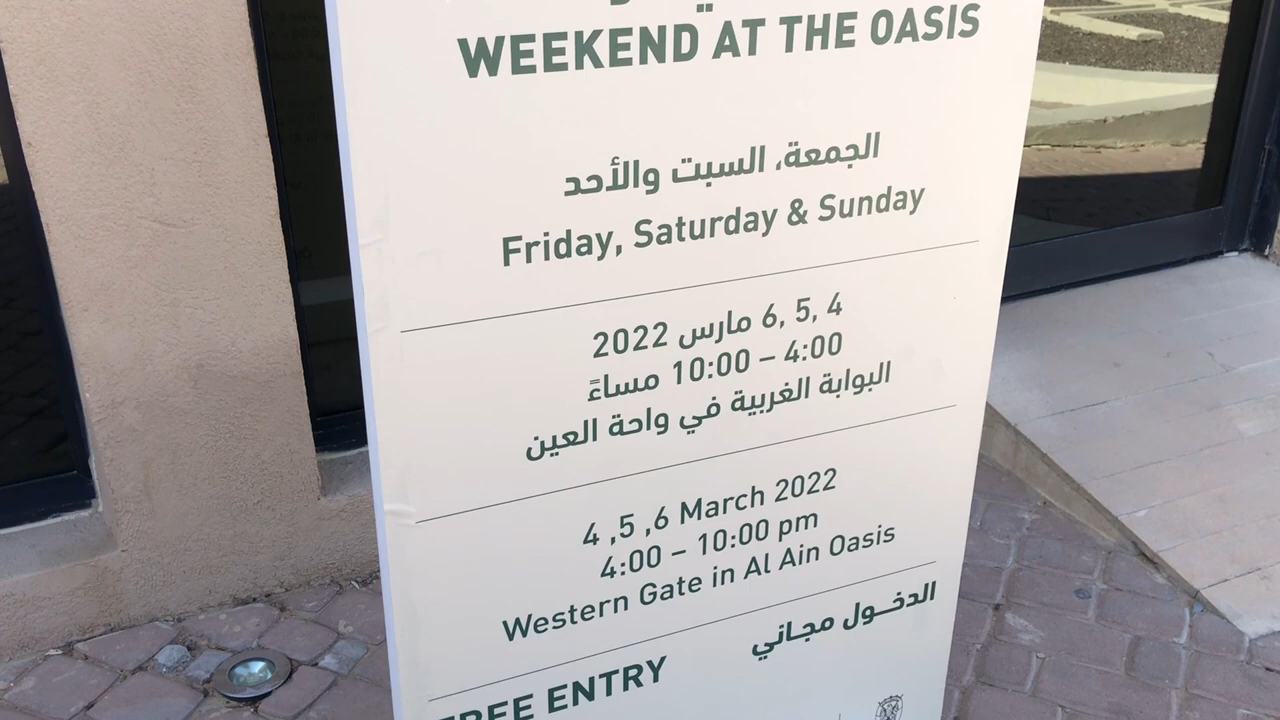 WEEKEND AT THE OASIS
الجمعة، السبت والأحد
Friday, Saturday & Sunday
4 ,5 ,6 مارس 2022
4:00 – 10:00 مساءً
البوابة الغربية في واحة العين
4 ,5 ,6 March 2022
4:00 – 10:00 pm
Western Gate in Al Ain Oasis
الدخـول مجـاني
FREE ENTRY